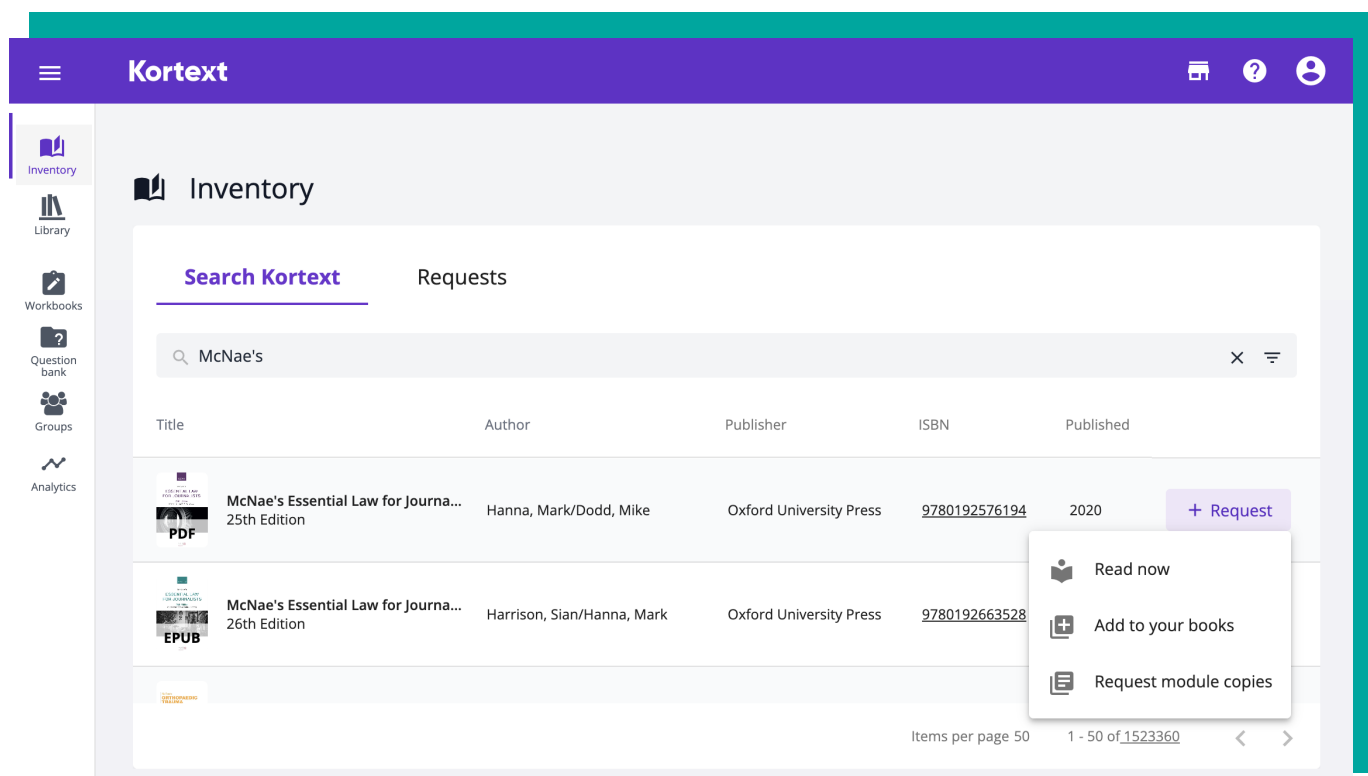 Kortext
Inventory
Library
Workbooks
Question
bank
Groups
Analytics
Inventory
Search Kortext
Requests
McNae's
Title
Author
Publisher
ISBN
Published
PDF
McNae's Essential Law for Journa...
25th Edition
Hanna, Mark/Dodd, Mike
Oxford University Press
9780192576194
2020
+ Request
EPUB
McNae's Essential Law for Journa...
26th Edition
Harrison, Sian/Hanna, Mark
Oxford University Press
9780192663528
Read now
Add to your books
Request module copies
ORTHOPAEDIC
TRAUMA
Items per page 50
1 - 50 of 1523360